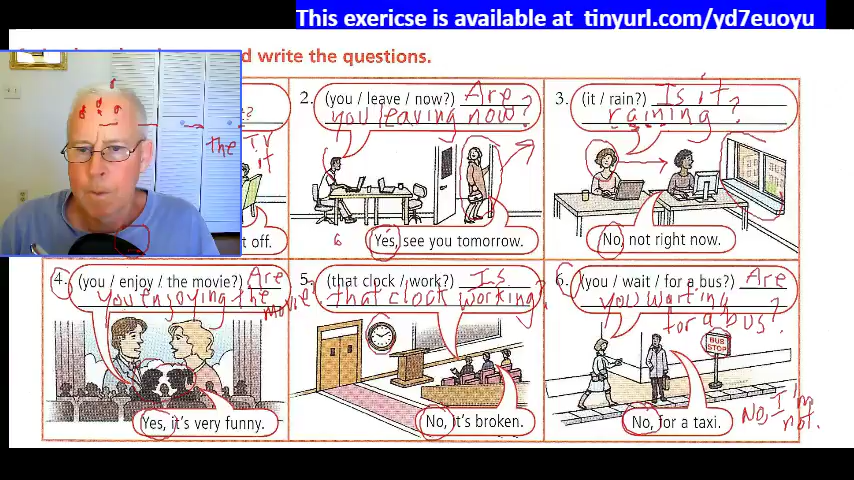 This exericse is available at tinyurl.com/yd7euoyu
d write the questions.
2. (you / leave / now?) Are
you leaving now?
Yes, see you tomorrow.
3. (it / rain?) Is it
raining?
No, not right now.
the
TV
it
t off.
4. (you / enjoy / the movie?) Are
you enjoying the
movie?
Yes, it's very funny.
5. (that clock / work?) Is
that clock working?
No, it's broken.
6. (you / wait / for a bus?) Are
you waiting
for a bus?
BUS
STOP
No, for a taxi.
No, I'm
not.